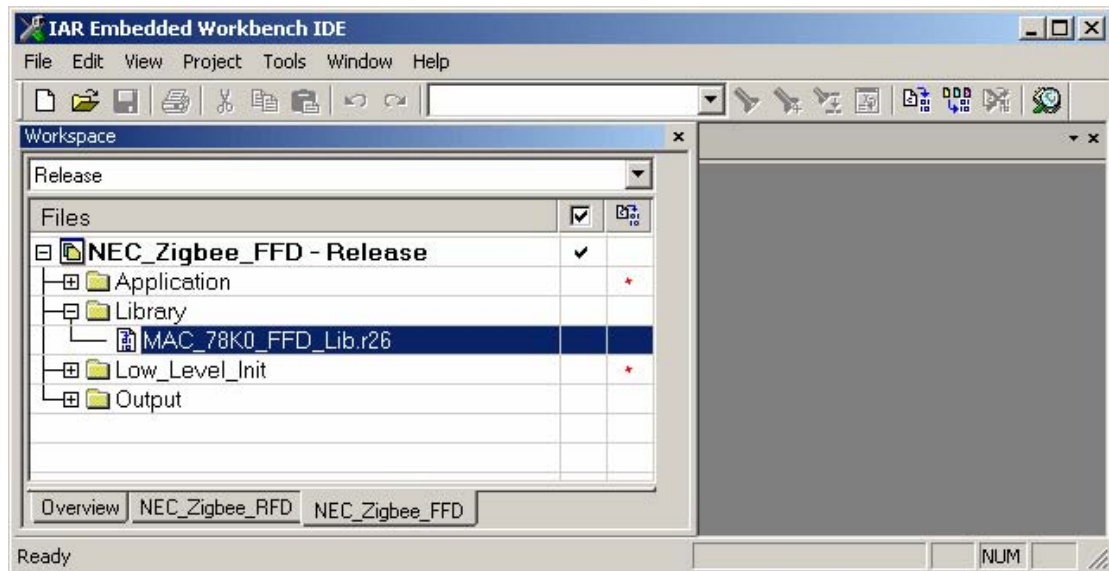 IAR Embedded Workbench IDE
File Edit View Project Tools Window Help
Workspace
Release
Files
NEC_Zigbee_FFD - Release
Application
Library
MAC_78K0_FFD_Lib.r26
Low_Level_Init
Output
Overview NEC_Zigbee_RFD NEC_Zigbee_FFD
Ready NUM